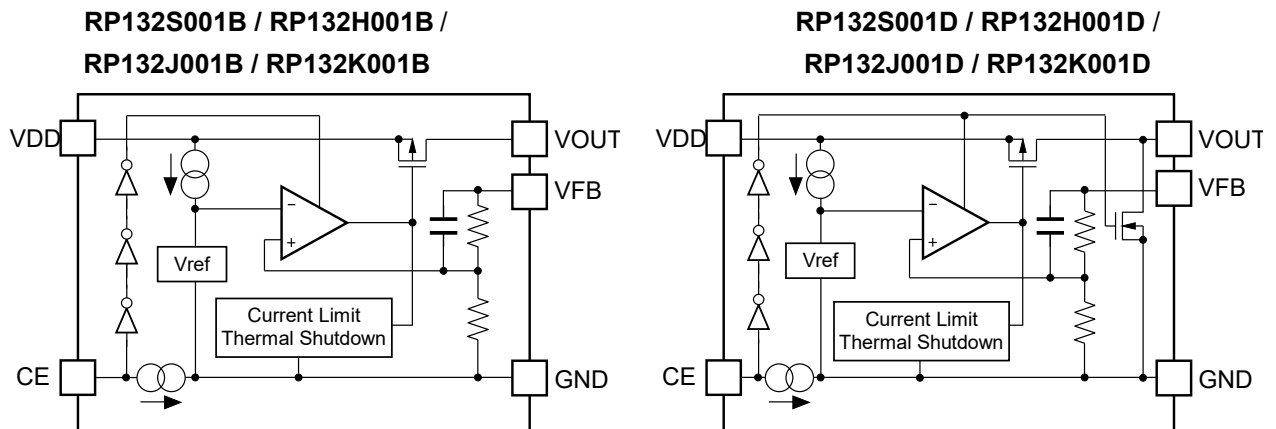 RP132S001B / RP132H001B /
RP132J001B / RP132K001B
VDD
VOUT
VFB
−
+
Vref
Current Limit
Thermal Shutdown
CE
GND
RP132S001D / RP132H001D /
RP132J001D / RP132K001D
VDD
VOUT
VFB
−
+
Vref
Current Limit
Thermal Shutdown
CE
GND